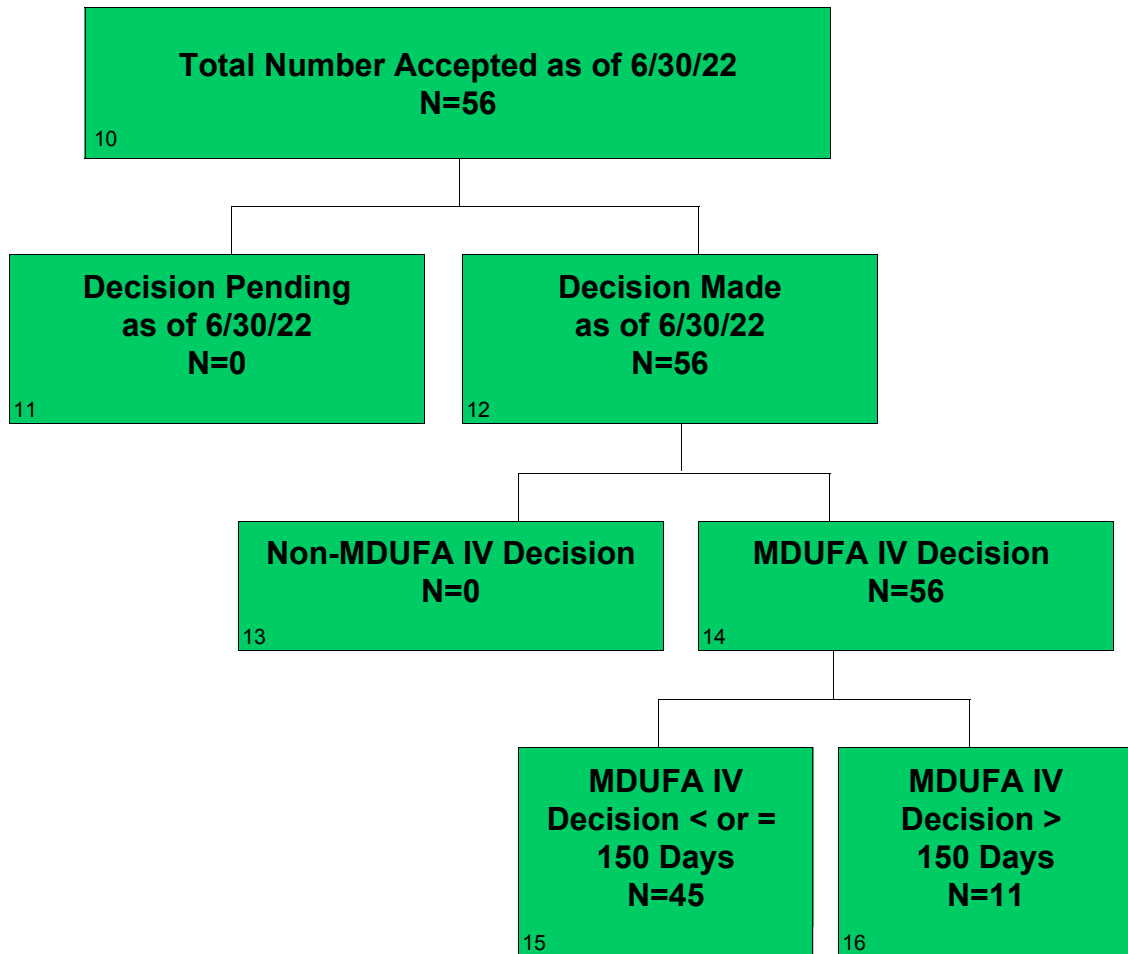 Total Number Accepted as of 6/30/22
N=56
10
Decision Pending
as of 6/30/22
N=0
11
Decision Made
as of 6/30/22
N=56
12
Non-MDUFA IV Decision
N=0
13
MDUFA IV Decision
N=56
14
MDUFA IV
Decision < or =
150 Days
N=45
15
MDUFA IV
Decision >
150 Days
N=11
16